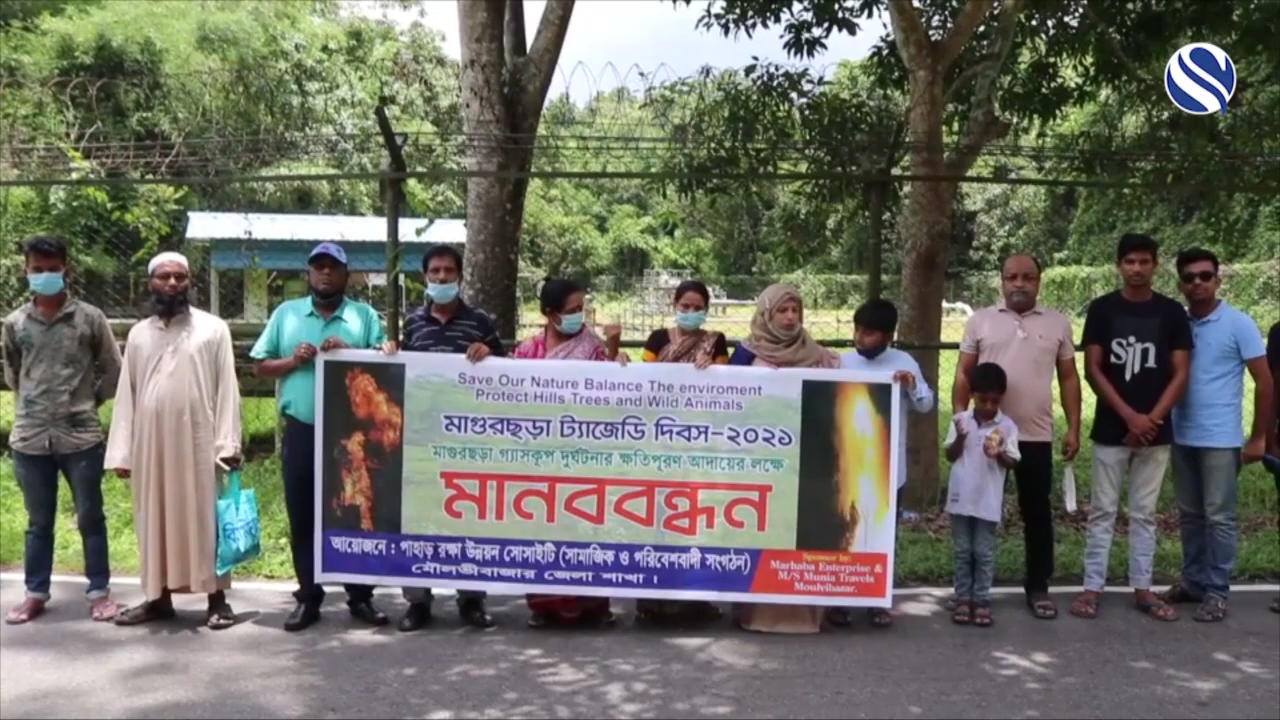 Save Our Nature Balance The enviroment
Protect Hills Trees and Wild Animals
মাগুরছড়া ট্যাজেডি দিবস-২০২১
মাগুরছড়া গ্যাসকূপ দুর্ঘটনার ক্ষতিপুরণ আদায়ের লক্ষে
মানববন্ধন
আয়োজনে : পাহাড় রক্ষা উন্নয়ন সোসাইটি (সামাজিক ও পরিবেশবাদী সংগঠন)
মৌলভীবাজার জেলা শাখা ।
Sponsor by:
Marhaba Enterprise &
M/S Munia Travels
Moulvibazar.
sin